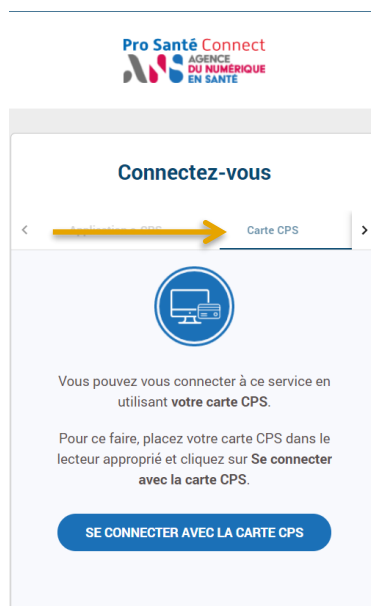 Pro Santé Connect
AGENCE
DU NUMÉRIQUE
EN SANTÉ
Connectez-vous
Application e-CPS
Carte CPS
Vous pouvez vous connecter à ce service en
utilisant votre carte CPS.
Pour ce faire, placez votre carte CPS dans le
lecteur approprié et cliquez sur Se connecter
avec la carte CPS.
SE CONNECTER AVEC LA CARTE CPS